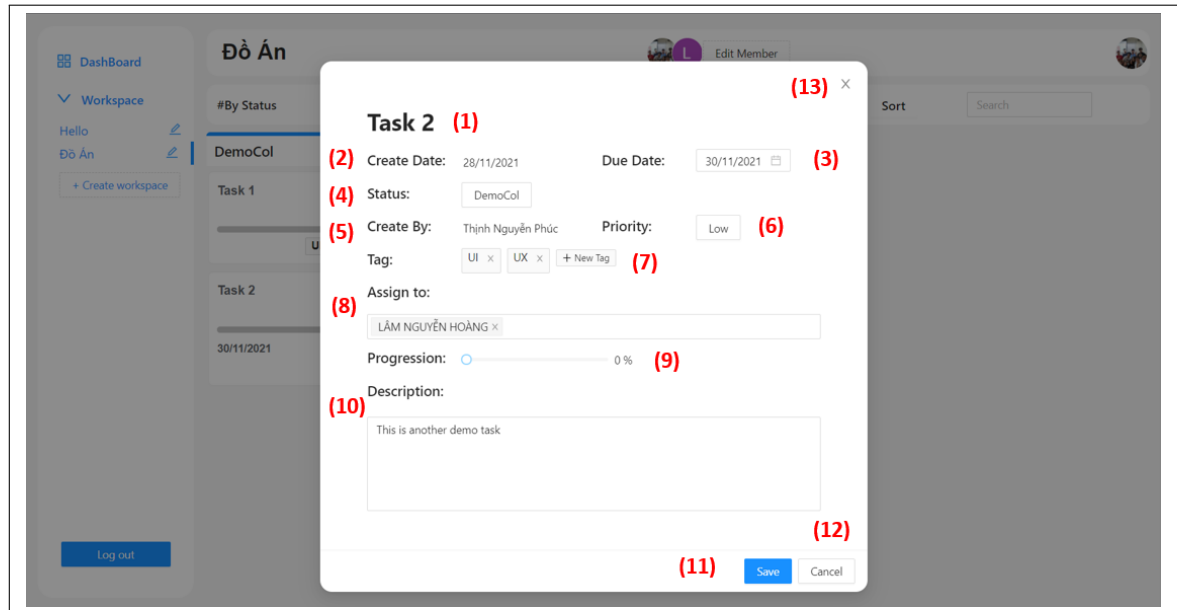 Đồ Án
L
Edit Member
DashBoard
Workspace
Hello
Đồ Án
+ Create workspace
#By Status
Sort
Search
DemoCol
Task 1
U
Task 2
30/11/2021
Log out
(13) ×
Task 2 (1)
(2) Create Date: 28/11/2021 Due Date: 30/11/2021 (3)
(4) Status: DemoCol
(5) Create By: Thịnh Nguyễn Phúc Priority: Low (6)
Tag: UI × UX × + New Tag (7)
Assign to:
(8)
LÂM NGUYỄN HOÀNG ×
Progression: 0 % (9)
Description:
(10)
This is another demo task
(12)
(11) Save Cancel